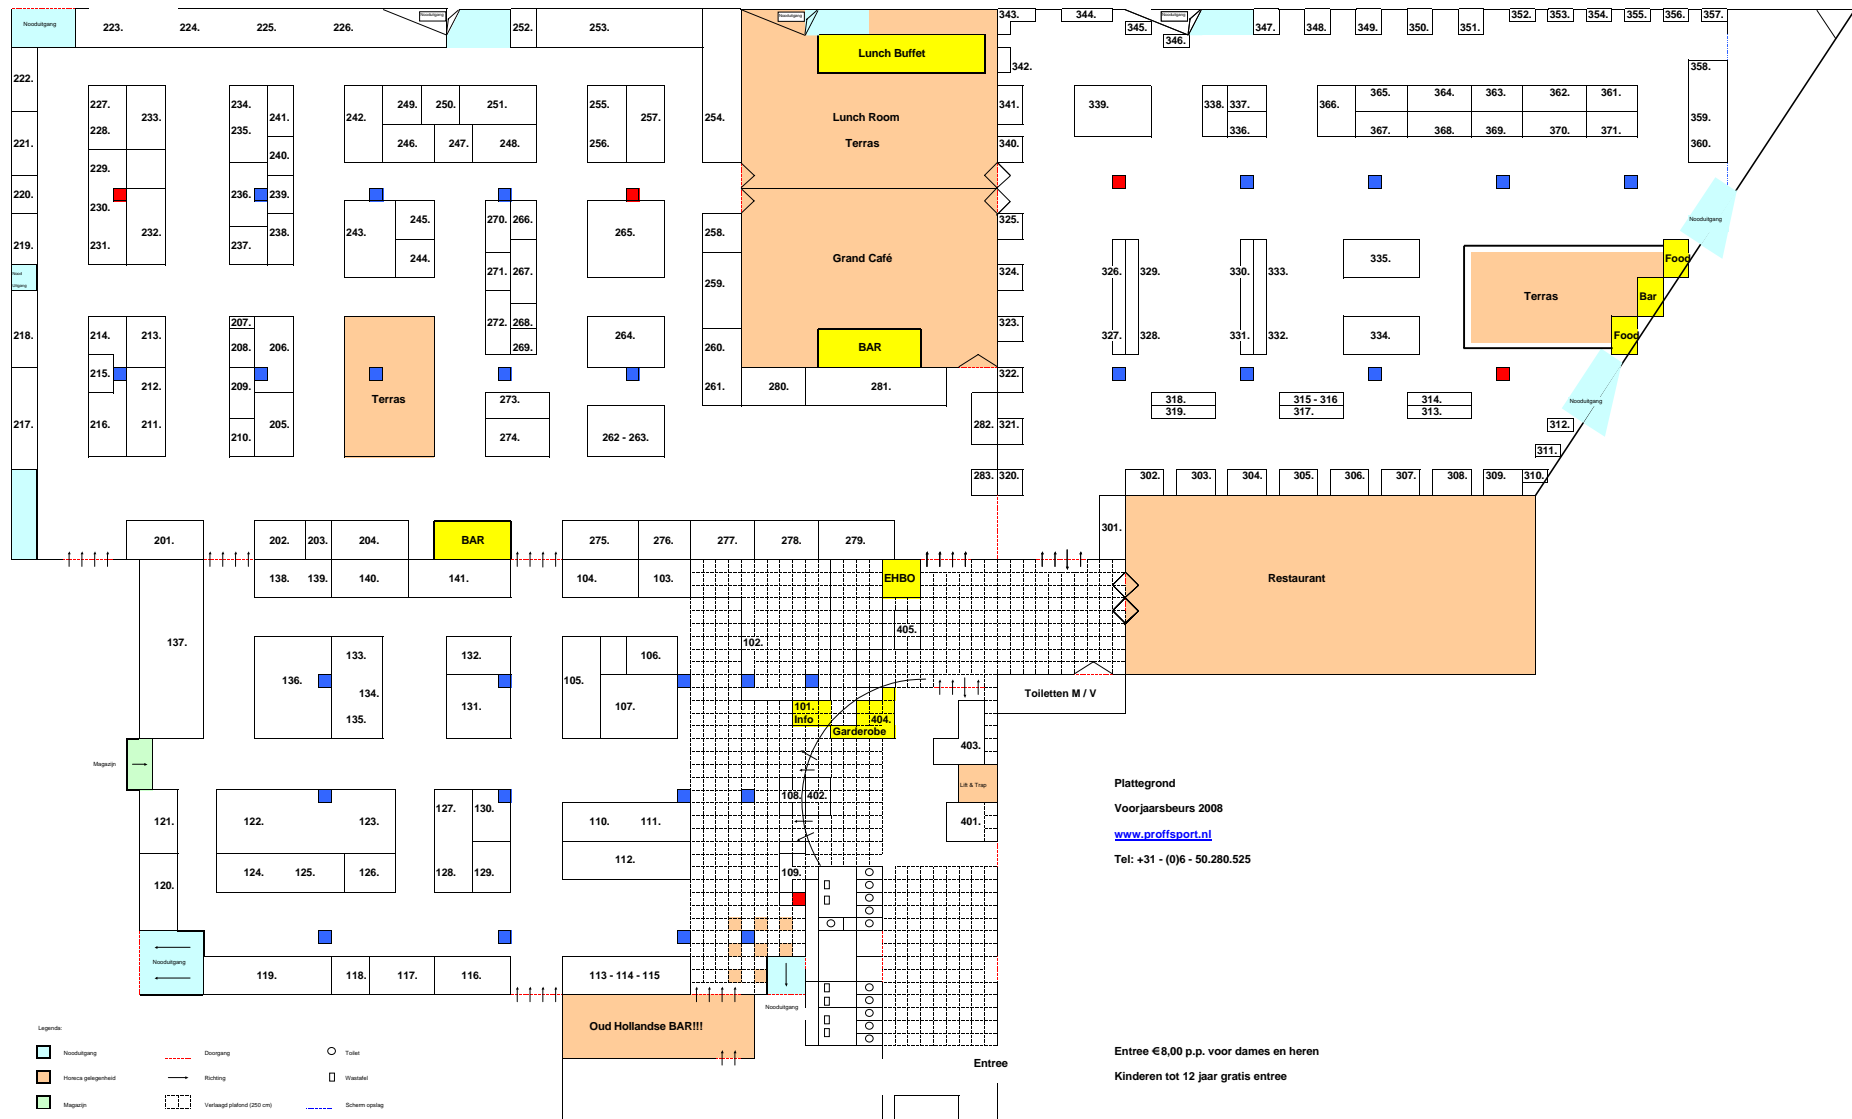 Nooduitgang
223. 224. 225. 226.
Nooduitgang
252. 253.
Nooduitgang
343. 344. 345. 346.
Nooduitgang
347. 348. 349. 350. 351. 352. 353. 354. 355. 356. 357.
Lunch Buffet
342.
358.
222.
227. 233. 234. 241. 242. 249. 250. 251. 255. 257. 254.
Lunch Room
341. 339. 338. 337. 366. 365. 364. 363. 362. 361. 359.
228. 235.
221. 240. 246. 247. 248. 256.
Terras
340. 336. 367. 368. 369. 370. 371. 360.
229.
220. 236. 239.
230. 232. 243. 245. 270. 266. 265.
258.
325.
Nooduitgang
219. 231. 237. 238. 244.
Grand Café
335.
Food
Nood
Uitgang
271. 267. 259. 324. 326. 329. 330. 333.
Terras
Bar
218. 214. 213. 207. 208. 206. 272. 268. 269. 264. 260.
BAR
323. 327. 328. 331. 332. 334.
Food
215. 212. 209.
Terras
261. 280. 281. 322.
273. 318. 319. 315 - 316 317. 314. 313.
Nooduitgang
217. 216. 211. 210. 205. 274. 262 - 263. 282. 321. 312.
311.
283. 320. 302. 303. 304. 305. 306. 307. 308. 309. 310.
201. 202. 203. 204.
BAR
275. 276. 277. 278. 279. 301.
138. 139. 140. 141. 104. 103.
EHBO
Restaurant
137. 133. 132. 106. 102. 405.
136. 134. 131. 105. 107.
135.
Toiletten M / V
101.
Info
404.
Garderobe
403.
Magazijn
Lift & Trap
Plattegrond
108. 402.
127. 130.
Voorjaarsbeurs 2008
121. 122. 123. 110. 111. 401.
www.proffsport.nl
112.
Tel: +31 - (0)6 - 50.280.525
120. 124. 125. 126. 128. 129. 109.
Nooduitgang
119. 118. 117. 116. 113 - 114 - 115
Nooduitgang
Oud Hollandse BAR!!!
Legenda:
Nooduitgang
Doorgang
Toilet
Entree € 8,00 p.p. voor dames en heren
Entree
Horeca gelegenheid
Richting
Wastafel
Kinderen tot 12 jaar gratis entree
Magazijn
Verlaagd plafond (250 cm)
Scherm opslag